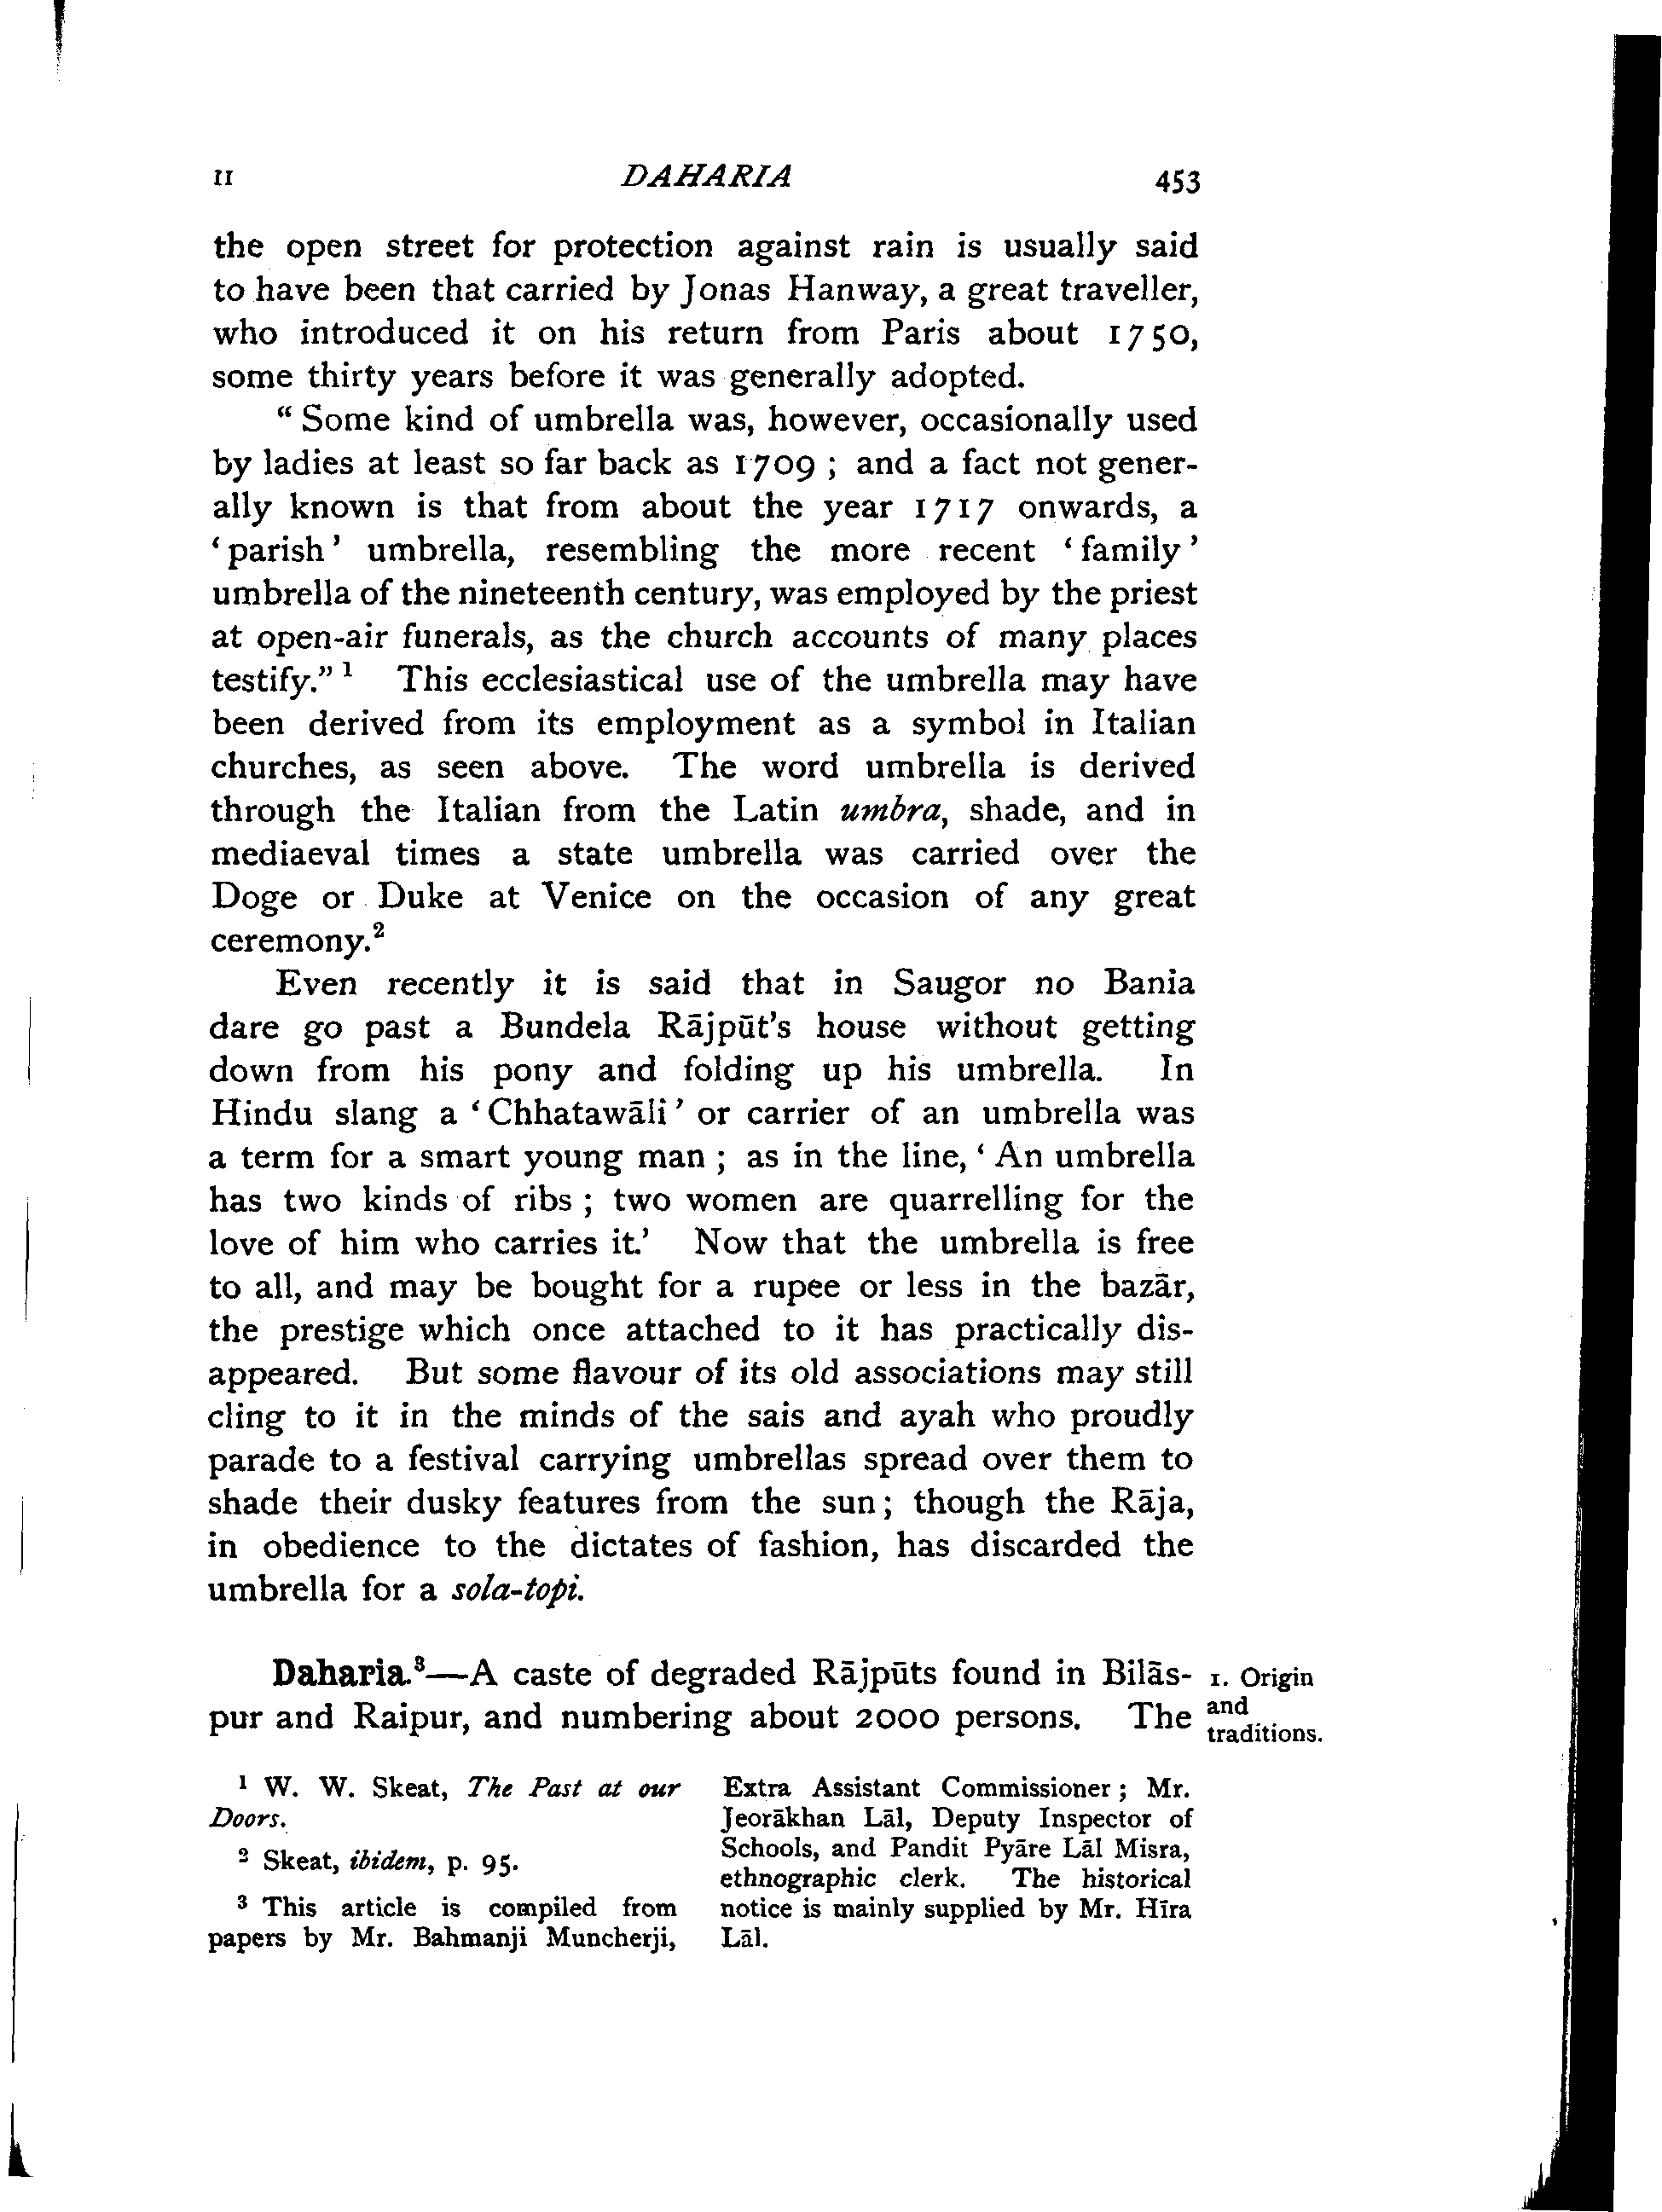 II DAHARIA 453
the open street for protection against rain is usually said
to have been that carried by Jonas Hanway, a great traveller,
who introduced it on his return from Paris about 1750,
some thirty years before it was generally adopted.
“Some kind of umbrella was, however, occasionally used
by ladies at least so far back as 1709 ; and a fact not gener-
ally known is that from about the year 1717 onwards, a
‘parish’ umbrella, resembling the more recent ‘family’
umbrella of the nineteenth century, was employed by the priest
at open-air funerals, as the church accounts of many places
testify.” ¹ This ecclesiastical use of the umbrella may have
been derived from its employment as a symbol in Italian
churches, as seen above. The word umbrella is derived
through the Italian from the Latin umbra, shade, and in
mediaeval times a state umbrella was carried over the
Doge or Duke at Venice on the occasion of any great
ceremony.²
Even recently it is said that in Saugor no Bania
dare go past a Bundela Rājpūt's house without getting
down from his pony and folding up his umbrella. In
Hindu slang a ‘Chhatawāli’ or carrier of an umbrella was
a term for a smart young man ; as in the line, ‘An umbrella
has two kinds of ribs ; two women are quarrelling for the
love of him who carries it.’ Now that the umbrella is free
to all, and may be bought for a rupee or less in the bazār,
the prestige which once attached to it has practically dis-
appeared. But some flavour of its old associations may still
cling to it in the minds of the sais and ayah who proudly
parade to a festival carrying umbrellas spread over them to
shade their dusky features from the sun ; though the Rāja,
in obedience to the dictates of fashion, has discarded the
umbrella for a sola-topi.
Daharia.³—A caste of degraded Rājpūts found in Bilās-
pur and Raipur, and numbering about 2000 persons. The
1. Origin
and
traditions.
¹ W. W. Skeat, The Past at our
Doors.
² Skeat, ibidem, p. 95.
³ This article is compiled from
papers by Mr. Bahmanji Muncherji,
Extra Assistant Commissioner ; Mr.
Jeorākhan Lāl, Deputy Inspector of
Schools, and Pandit Pyāre Lāl Misra,
ethnographic clerk. The historical
notice is mainly supplied by Mr. Hīra
Lāl.